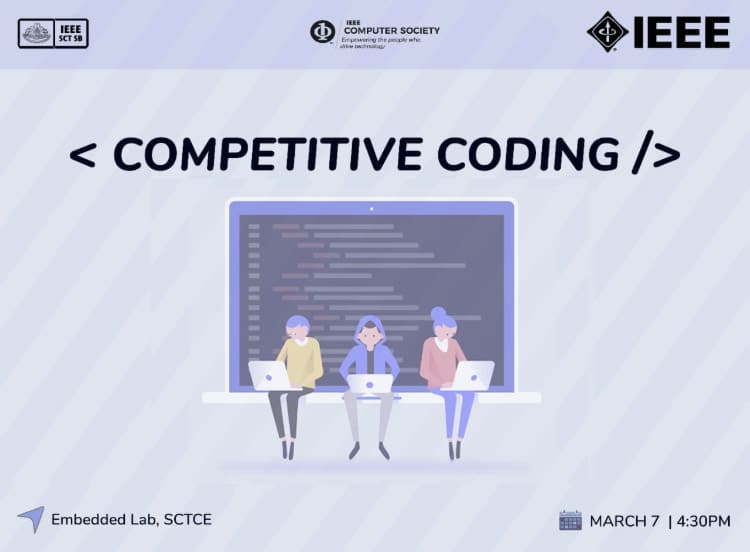 IEEE
SCT SB
IEEE
COMPUTER SOCIETY
Empowering the people who
drive technology
IEEE
< COMPETITIVE CODING />
Embedded Lab, SCTCE
MARCH 7 | 4:30PM